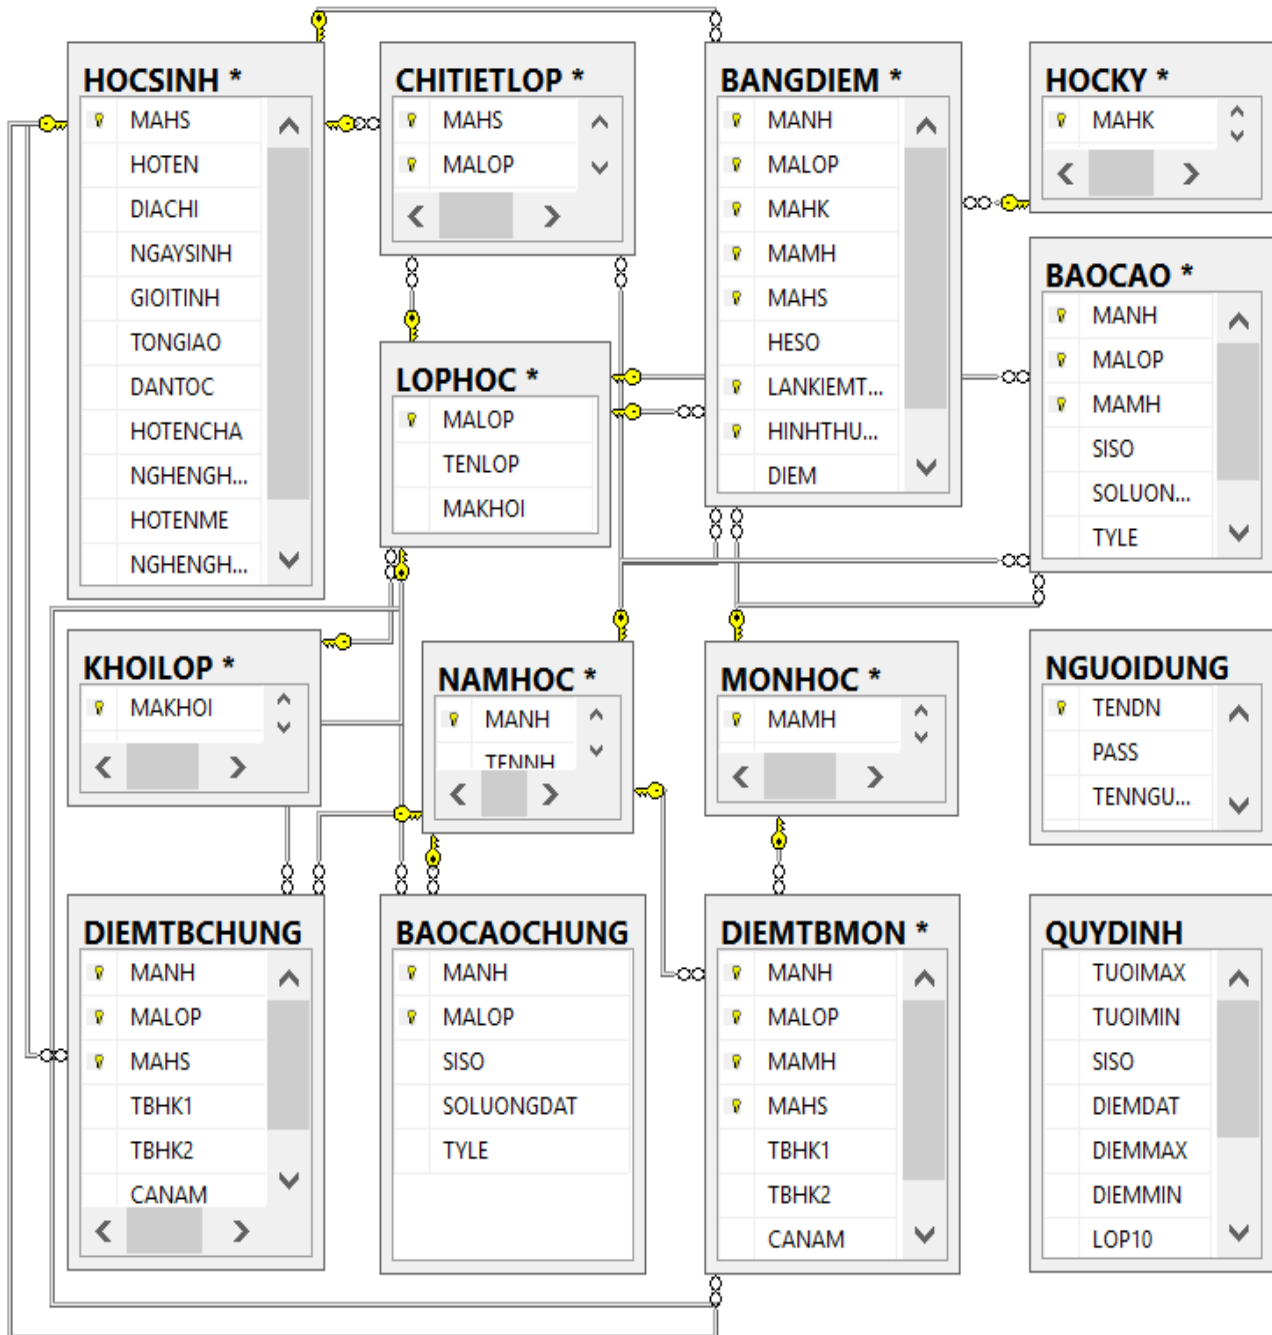 HOCSINH *
MAHS
HOTEN
DIACHI
NGAYSINH
GIOITINH
TONGIAO
DANTOC
HOTENCHA
NGHENGH...
HOTENME
NGHENGH...
CHITIETLOP *
MAHS
MALOP
BANGDIEM *
MANH
MALOP
MAHK
MAMH
MAHS
HESO
LANKIEMT...
HINHTHU...
DIEM
HOCKY *
MAHK
BAOCAO *
MANH
MALOP
MAMH
SISO
SOLUON...
TYLE
LOPHOC *
MALOP
TENLOP
MAKHOI
KHOILOP *
MAKHOI
NAMHOC *
MANH
TENNH
MONHOC *
MAMH
NGUOIDUNG
TENDN
PASS
TENNGU...
DIEMTBCHUNG
MANH
MALOP
MAHS
TBHK1
TBHK2
CANAM
BAOCAOCHUNG
MANH
MALOP
SISO
SOLUONGDAT
TYLE
DIEMTBMON *
MANH
MALOP
MAMH
MAHS
TBHK1
TBHK2
CANAM
QUYDINH
TUOIMAX
TUOIMIN
SISO
DIEMDAT
DIEMMAX
DIEMMIN
LOP10